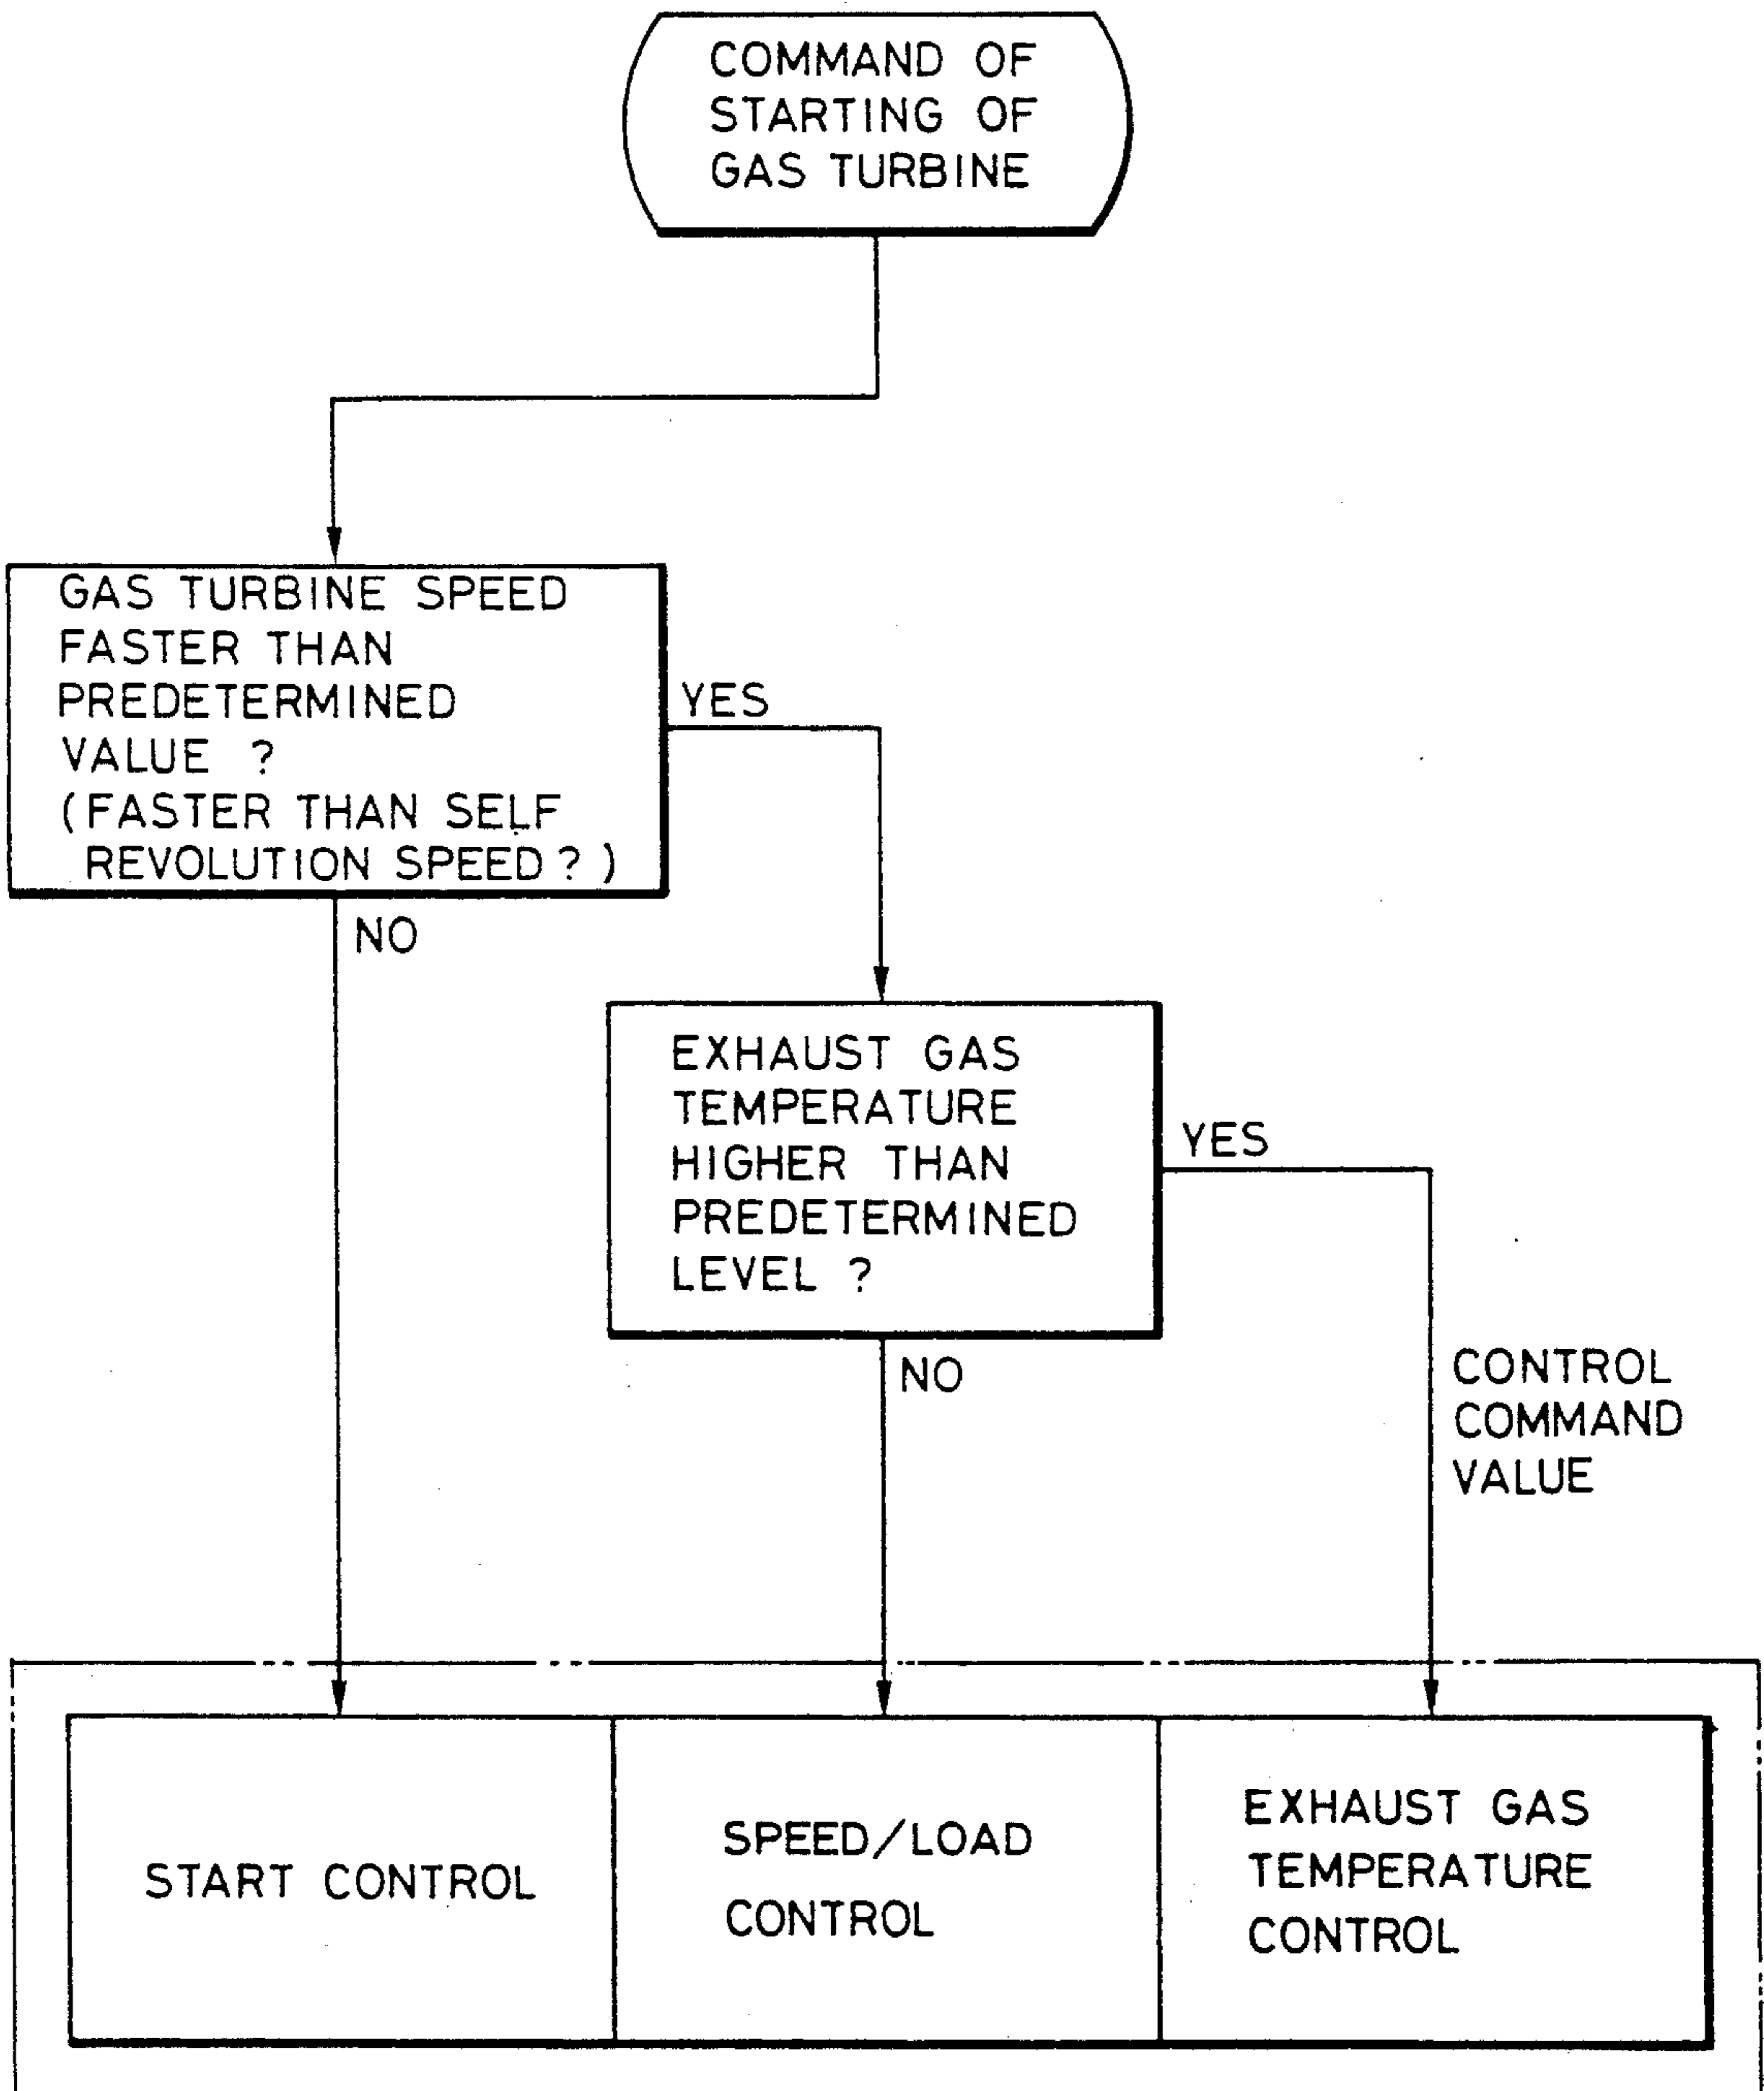 COMMAND OF
STARTING OF
GAS TURBINE
GAS TURBINE SPEED
FASTER THAN
PREDETERMINED
VALUE ?
(FASTER THAN SELF
REVOLUTION SPEED ? )
YES
NO
EXHAUST GAS
TEMPERATURE
HIGHER THAN
PREDETERMINED
LEVEL ?
YES
NO
CONTROL
COMMAND
VALUE
START CONTROL
SPEED/LOAD
CONTROL
EXHAUST GAS
TEMPERATURE
CONTROL